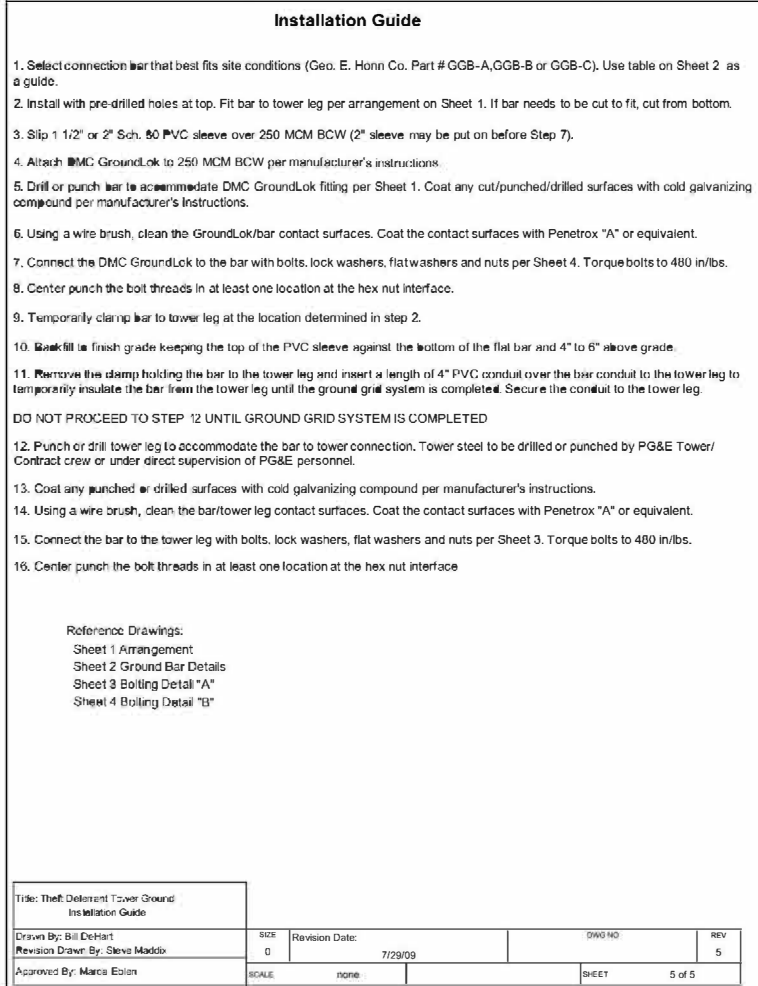 Installation Guide
1. Select connection bar that best fits site conditions (Geo. E. Honn Co. Part # GGB-A,GGB-B or GGB-C). Use table on Sheet 2 as
a guide.
2. Install with pre-drilled holes at top. Fit bar to tower leg per arrangement on Sheet 1. If bar needs to be cut to fit, cut from bottom.
3. Slip 1 1/2" or 2" Sch. 80 PVC sleeve over 250 MCM BCW (2" sleeve may be put on before Step 7).
4. Attach DMC GroundLok to 250 MCM BCW per manufacturer's instructions.
5. Drill or punch bar to accommodate DMC GroundLok fitting per Sheet 1. Coat any cut/punched/drilled surfaces with cold galvanizing
compound per manufacturer's Instructions.
6. Using a wire brush, clean the GroundLok/bar contact surfaces. Coat the contact surfaces with Penetrox "A" or equivalent.
7. Connect the DMC GroundLok to the bar with bolts. lock washers, flat washers and nuts per Sheet 4. Torque bolts to 480 in/lbs.
8. Center punch the bolt threads in at least one location at the hex nut interface.
9. Temporarily clamp bar to tower leg at the location determined in step 2.
10. Backfill to finish grade keeping the top of the PVC sleeve against the bottom of the flat bar and 4" to 6" above grade.
11. Remove the clamp holding the bar to the tower leg and insert a length of 4" PVC conduit over the bar conduit to the tower leg to
temporarily insulate the bar from the tower leg until the ground grid system is completed. Secure the conduit to the tower leg.
DO NOT PROCEED TO STEP 12 UNTIL GROUND GRID SYSTEM IS COMPLETED
12. Punch or drill tower leg to accommodate the bar to tower connection. Tower steel to be drilled or punched by PG&E Tower/
Contract crew or under direct supervision of PG&E personnel.
13. Coat any punched or drilled surfaces with cold galvanizing compound per manufacturer's instructions.
14. Using a wire brush, clean the bar/tower leg contact surfaces. Coat the contact surfaces with Penetrox "A" or equivalent.
15. Connect the bar to the tower leg with bolts. lock washers, flat washers and nuts per Sheet 3. Torque bolts to 480 in/lbs.
16. Center punch the bolt threads in at least one location at the hex nut interface
Reference Drawings:
Sheet 1 Arrangement
Sheet 2 Ground Bar Details
Sheet 3 Bolting Detail "A"
Sheet 4 Bolting Detail "B"
Title: Theft Deterrent Tower Ground
Installation Guide
Drawn By: Bill DeHart
Revision Drawn By: Steve Maddix
SIZE
0
Revision Date:
7/29/09
DWG NO
REV
5
Approved By:
SCALE
none
SHEET
5 of 5